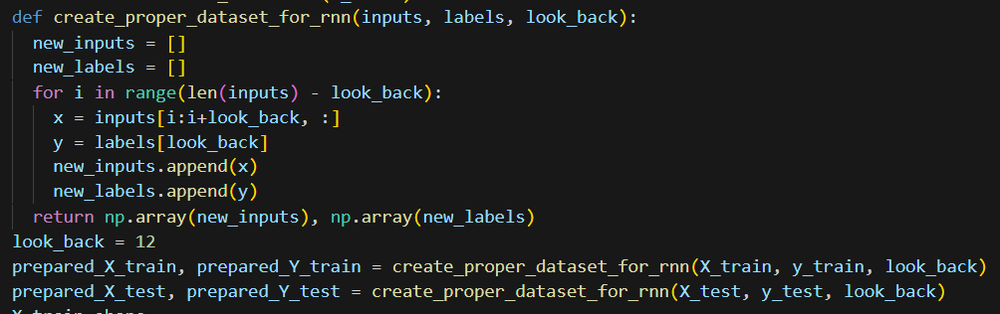 def create_proper_dataset_for_rnn(inputs, labels, look_back):
  new_inputs = []
  new_labels = []
  for i in range(len(inputs) - look_back):
    x = inputs[i:i+look_back, :]
    y = labels[look_back]
    new_inputs.append(x)
    new_labels.append(y)
  return np.array(new_inputs), np.array(new_labels)
look_back = 12
prepared_X_train, prepared_Y_train = create_proper_dataset_for_rnn(X_train, y_train, look_back)
prepared_X_test, prepared_Y_test = create_proper_dataset_for_rnn(X_test, y_test, look_back)